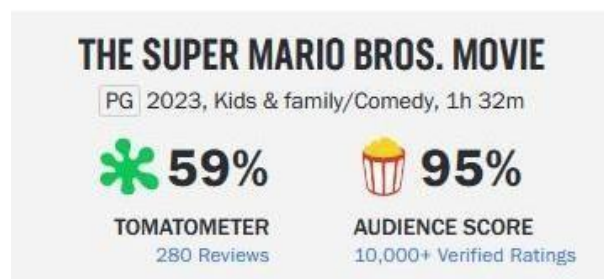 THE SUPER MARIO BROS. MOVIE
PG 2023, Kids & family/Comedy, 1h 32m
59% 95%
TOMATOMETER AUDIENCE SCORE
280 Reviews 10,000+ Verified Ratings